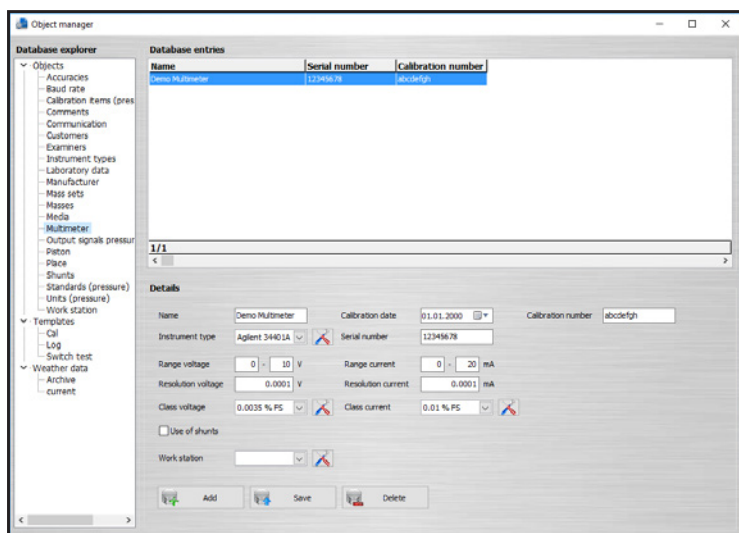 Object manager
Database explorer
Objects
Accuracies
Baud rate
Calibration items (pres
Comments
Communication
Customers
Examiners
Instrument types
Laboratory data
Manufacturer
Mass sets
Masses
Media
Multimeter
Output signals pressur
Piston
Place
Shunts
Standards (pressure)
Units (pressure)
Work station
Templates
Cal
Log
Switch test
Weather data
Archive
current
Database entries
Name Serial number Calibration number
Demo Multimeter 12345678 abcdefgh
1/1
Details
Name Demo Multimeter Calibration date 01.01.2000 Calibration number abcdefgh
Instrument type Agilent 34401A Serial number 12345678
Range voltage 0 - 10 V Range current 0 - 20 mA
Resolution voltage 0.0001 V Resolution current 0.0001 mA
Class voltage 0.0035 % FS Class current 0.01 % FS
Use of shunts
Work station
Add Save Delete